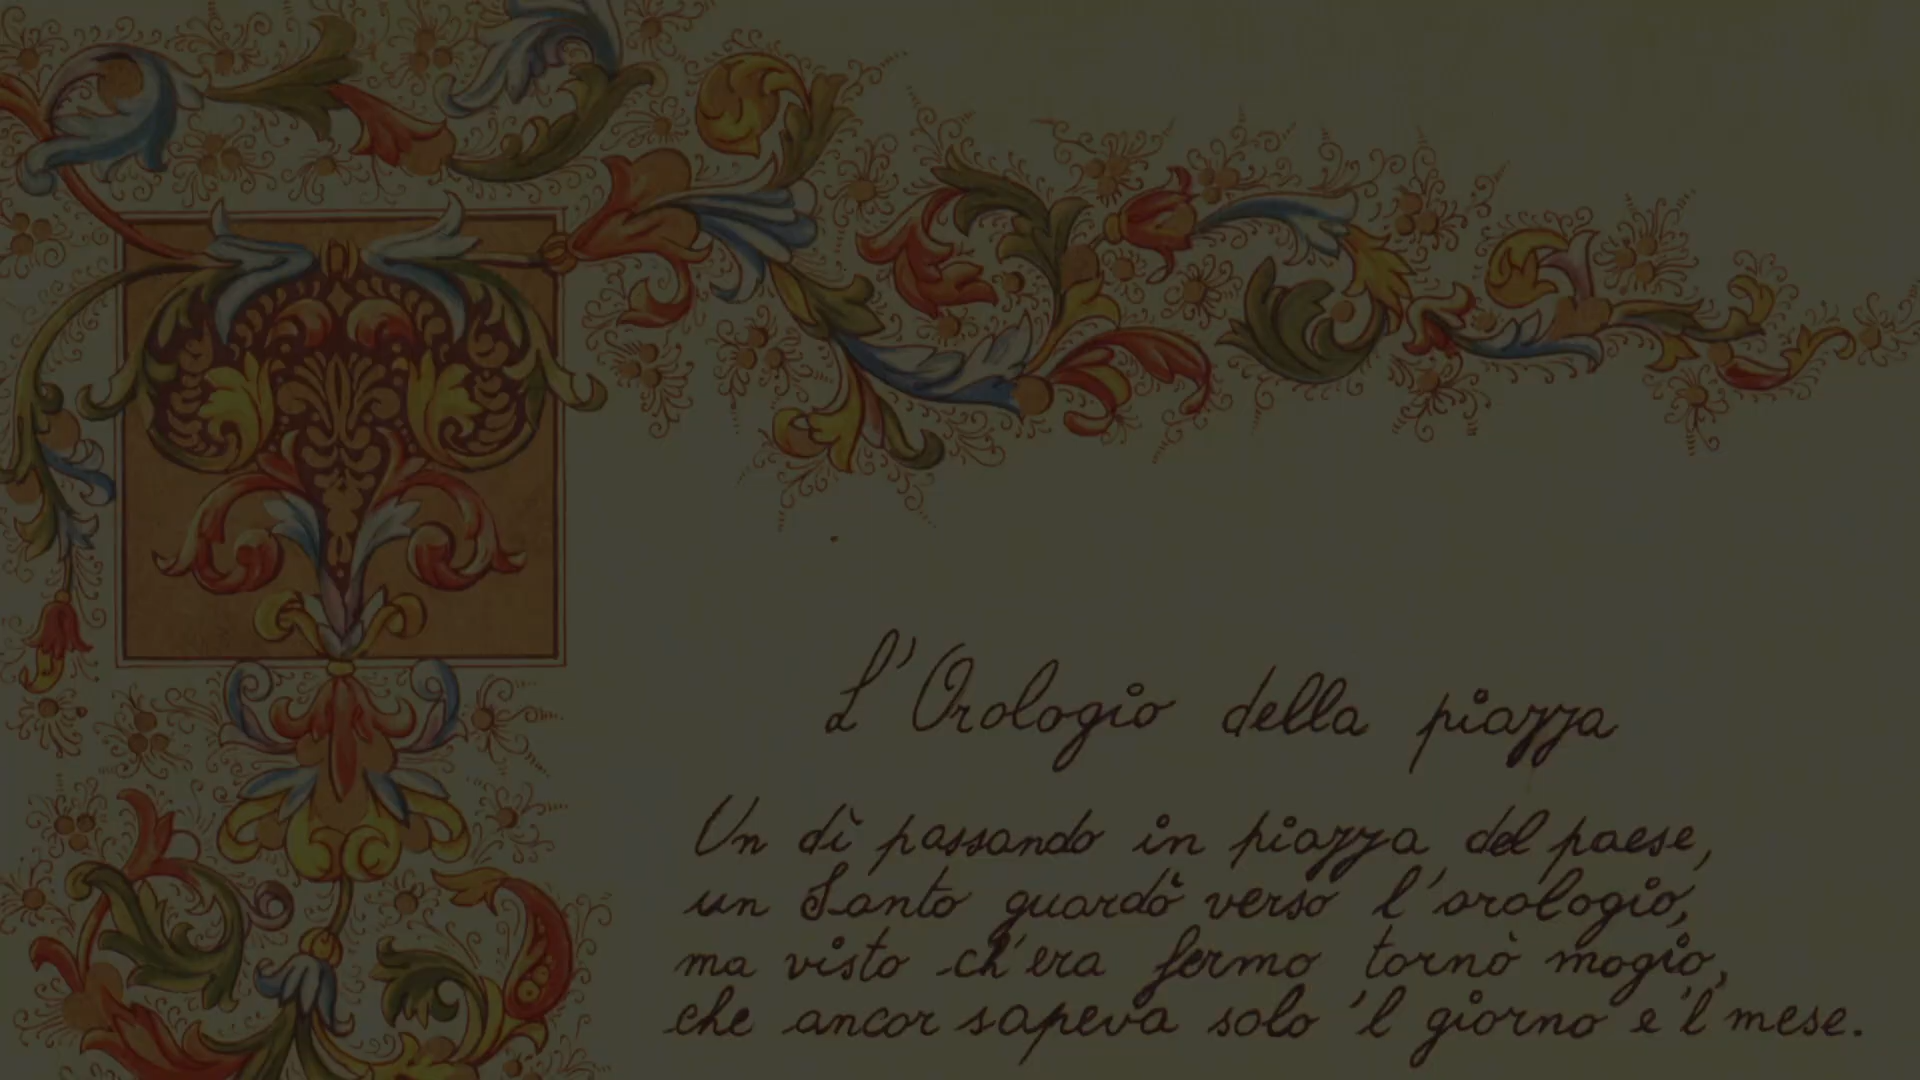 L'Orologio della piazza
Un dì passando in piazza del paese,
un Santo guardò verso l'orologio,
ma visto ch'era fermo tornò mogio,
che ancor sapeva solo 'l giorno e 'l mese.